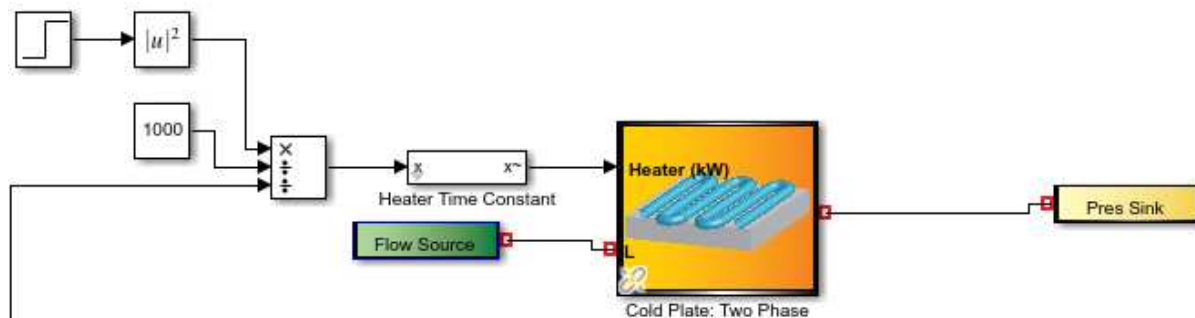 |u|²
1000
×
÷
÷
x
x~
Heater Time Constant
Heater (kW)
Flow Source
L
Cold Plate: Two Phase
Pres Sink